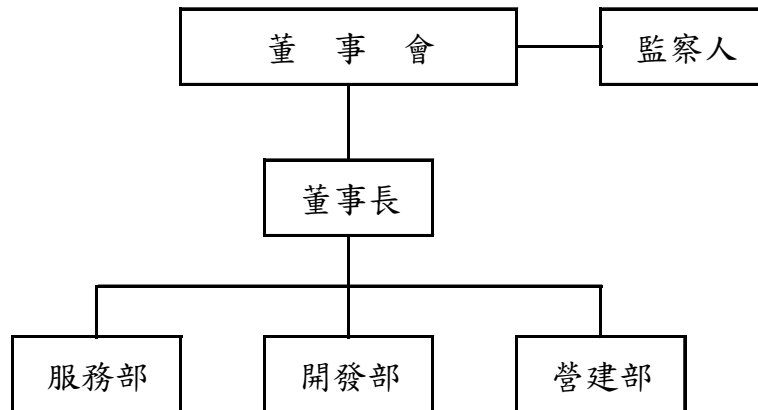 董 事 會
監察人
董事長
服務部
開發部
營建部